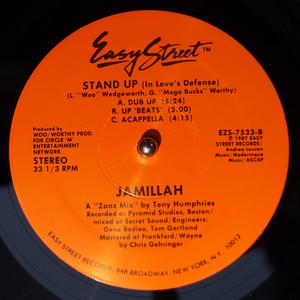 Easy Street™
STAND UP (In Love's Defense)
(L. "Woo" Wedgeworth, G. "Mega Bucks" Worthy)
A. DUB UP (5:24)
B. UP 'BEATS' (3:00)
C. ACAPPELLA (4:15)
Produced by
WOO/WORTHY PROD.
FOR CIRCLE 'M'
ENTERTAINMENT
NETWORK
STEREO
33 1/3 RPM
EZS-7533-B
℗ 1987 EASY
STREET RECORDS/
Andrea Lauren
Music/Modernique
Music/ASCAP
JAMILLAH
A "Zanz Mix" by Tony Humphries
Recorded at Pyramid Studios, Boston/
mixed at Secret Sound/Engineers:
Gene Rodies, Tom Gartland
Mastered at Frankford/Wayne
by Chris Gehringer
EASY STREET RECORDS, 648 BROADWAY, NEW YORK, N.Y. 10012